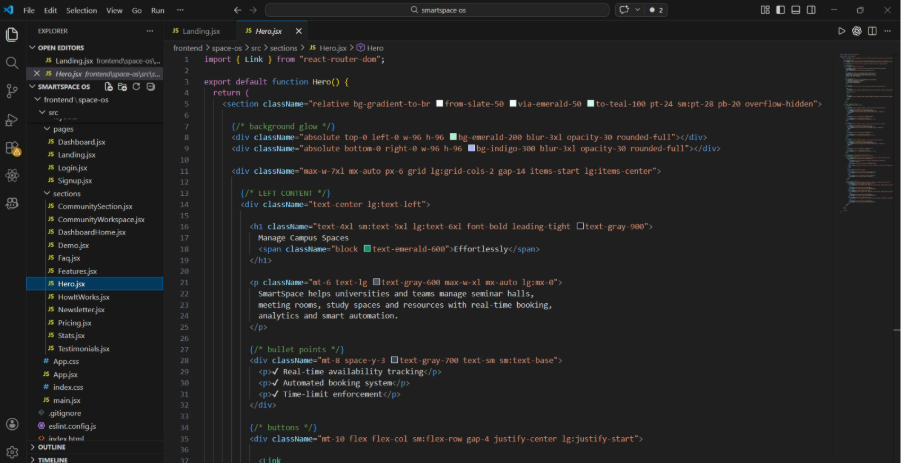 File Edit Selection View Go Run ···
smartspace os
2
EXPLORER ···
OPEN EDITORS
Landing.jsx frontend\space-os\...
Hero.jsx frontend\space-os\src\s...
SMARTSPACE OS
frontend\space-os
src
pages
JS Dashboard.jsx
JS Landing.jsx
JS Login.jsx
JS Signup.jsx
sections
JS CommunitySection.jsx
JS CommunityWorkspace.jsx
JS DashboardHome.jsx
JS Demo.jsx
JS Faq.jsx
JS Features.jsx
JS Hero.jsx
JS HowItWorks.jsx
JS Newsletter.jsx
JS Pricing.jsx
JS Stats.jsx
JS Testimonials.jsx
# App.css
JS App.jsx
# index.css
JS main.jsx
.gitignore
eslint.config.js
index.html
OUTLINE
TIMELINE
JS Landing.jsx JS Hero.jsx
frontend > space-os > src > sections > JS Hero.jsx > Hero
1 import { Link } from "react-router-dom";
2
3 export default function Hero() {
4 return (
5 <section className="relative bg-gradient-to-br from-slate-50 via-emerald-50 to-teal-100 pt-24 sm:pt-28 pb-20 overflow-hidden">
6
7 {/* background glow */}
8 <div className="absolute top-0 left-0 w-96 h-96 bg-emerald-200 blur-3xl opacity-30 rounded-full"></div>
9 <div className="absolute bottom-0 right-0 w-96 h-96 bg-indigo-300 blur-3xl opacity-30 rounded-full"></div>
10
11 <div className="max-w-7xl mx-auto px-6 grid lg:grid-cols-2 gap-14 items-start lg:items-center">
12
13 {/* LEFT CONTENT */}
14 <div className="text-center lg:text-left">
15
16 <h1 className="text-4xl sm:text-5xl lg:text-6xl font-bold leading-tight text-gray-900">
17 Manage Campus Spaces
18 <span className="block text-emerald-600">Effortlessly</span>
19 </h1>
20
21 <p className="mt-6 text-lg text-gray-600 max-w-xl mx-auto lg:mx-0">
22 SmartSpace helps universities and teams manage seminar halls,
23 meeting rooms, study spaces and resources with real-time booking,
24 analytics and smart automation.
25 </p>
26
27 {/* bullet points */}
28 <div className="mt-8 space-y-3 text-gray-700 text-sm sm:text-base">
29 <p>✔ Real-time availability tracking</p>
30 <p>✔ Automated booking system</p>
31 <p>✔ Time-limit enforcement</p>
32 </div>
33
34 {/* buttons */}
35 <div className="mt-10 flex flex-col sm:flex-row gap-4 justify-center lg:justify-start">
36
37 <Link